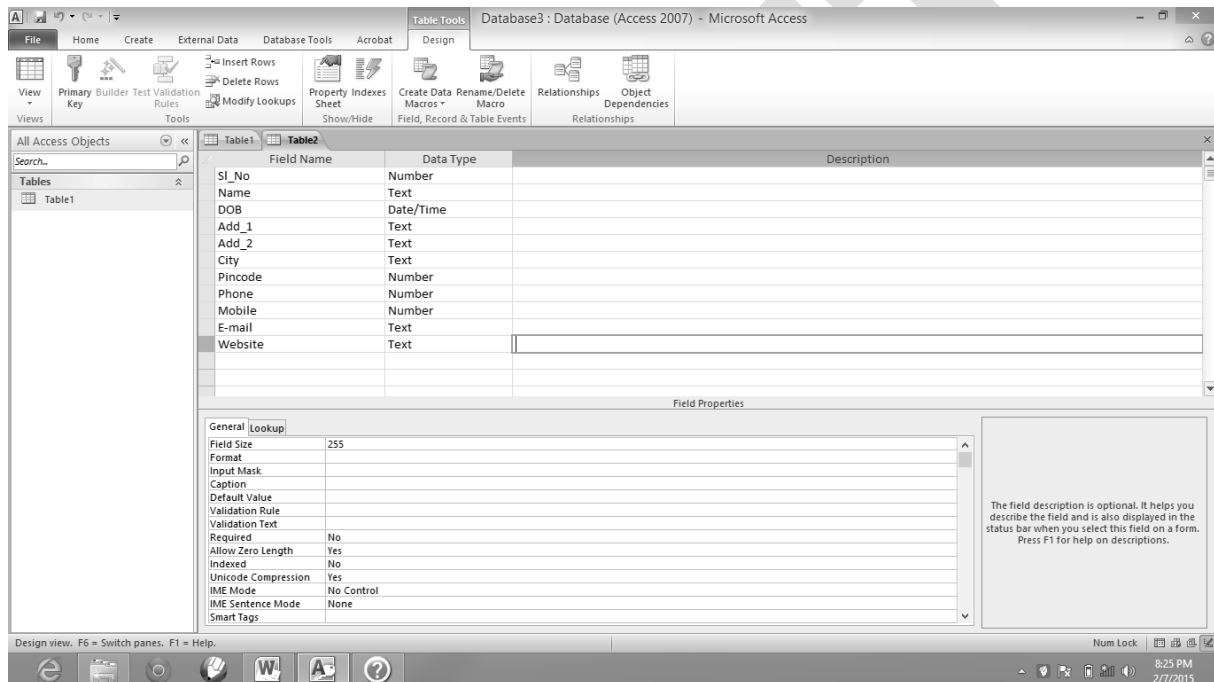 Table Tools Database3 : Database (Access 2007) - Microsoft Access
File Home Create External Data Database Tools Acrobat Design
View
Views
Primary Key
Builder
Test Validation Rules
Insert Rows
Delete Rows
Modify Lookups
Tools
Property Sheet
Indexes
Show/Hide
Create Data Macros
Rename/Delete Macro
Field, Record & Table Events
Relationships
Object Dependencies
Relationships
All Access Objects
Search...
Tables
Table1
Table1 Table2
Field Name Data Type Description
Sl_No Number
Name Text
DOB Date/Time
Add_1 Text
Add_2 Text
City Text
Pincode Number
Phone Number
Mobile Number
E-mail Text
Website Text
Field Properties
General Lookup
Field Size 255
Format
Input Mask
Caption
Default Value
Validation Rule
Validation Text
Required No
Allow Zero Length Yes
Indexed No
Unicode Compression Yes
IME Mode No Control
IME Sentence Mode None
Smart Tags
The field description is optional. It helps you
describe the field and is also displayed in the
status bar when you select this field on a form.
Press F1 for help on descriptions.
Design view. F6 = Switch panes. F1 = Help.
Num Lock
8:25 PM
2/7/2015